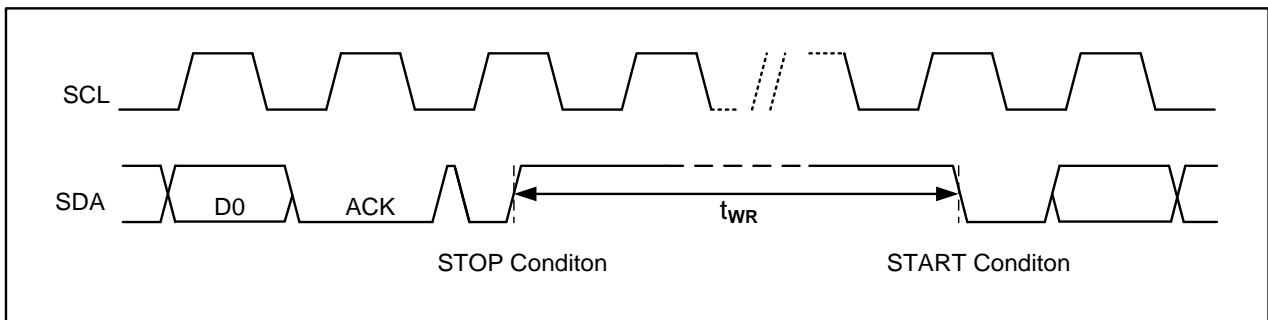 SCL
SDA
D0
ACK
tWR
STOP Conditon
START Conditon